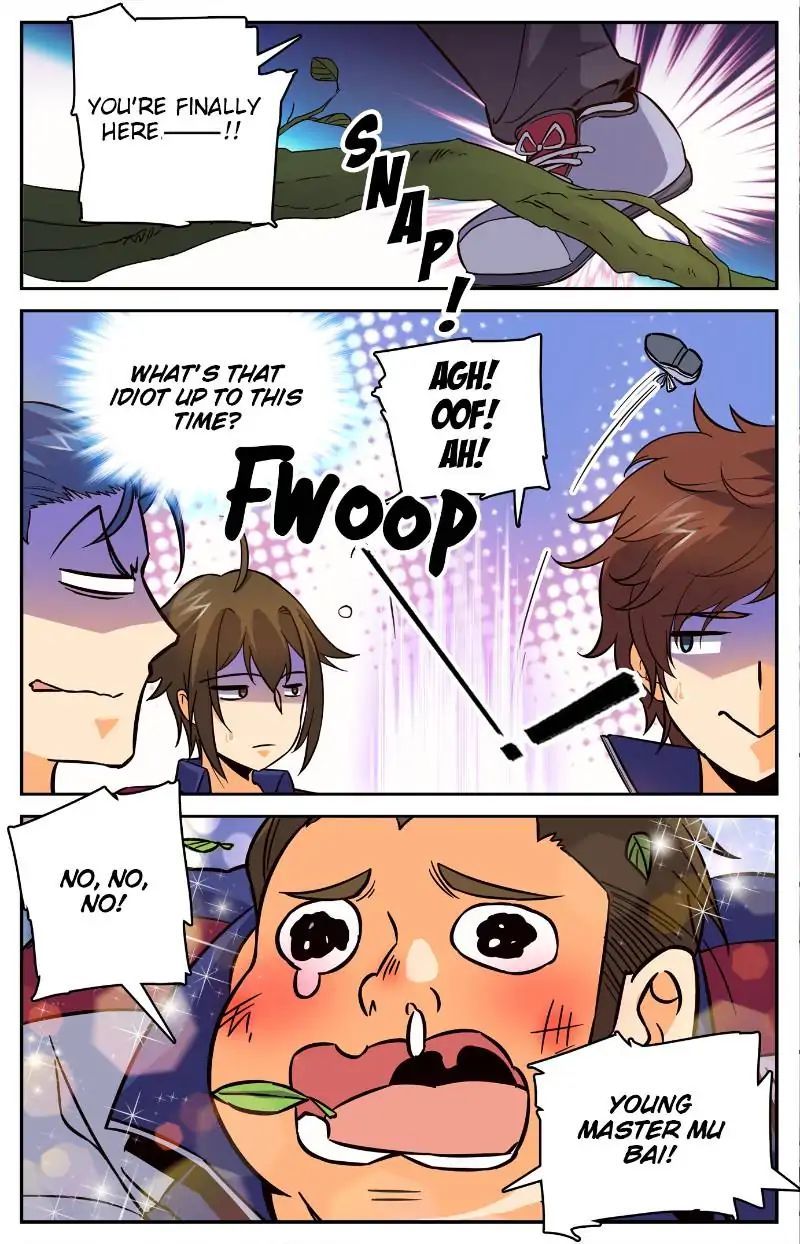 YOU'RE FINALLY
HERE——!!
SNAP!
WHAT'S THAT
IDIOT UP TO THIS
TIME?
AGH!
OOF!
AH!
FWOOP
NO, NO,
NO!
YOUNG
MASTER MU
BAI!